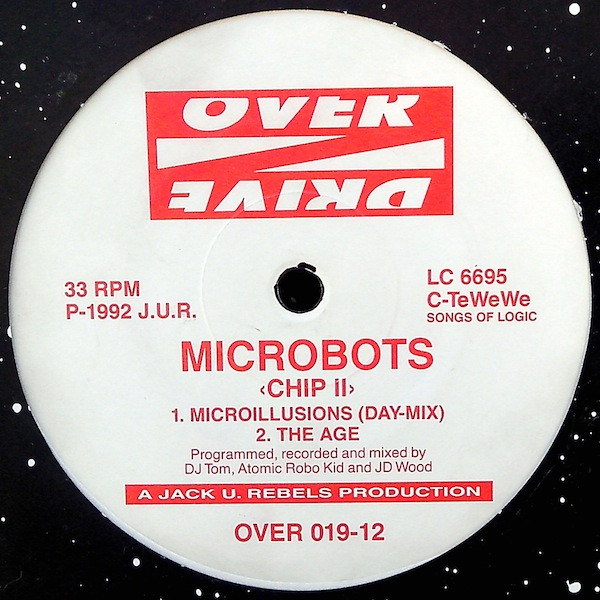 OVER
DRIVE
33 RPM
P-1992 J.U.R.
LC 6695
C-TeWeWe
SONGS OF LOGIC
MICROBOTS
‹CHIP II›
1. MICROILLUSIONS (DAY-MIX)
2. THE AGE
Programmed, recorded and mixed by
DJ Tom, Atomic Robo Kid and JD Wood
A JACK U. REBELS PRODUCTION
OVER 019-12